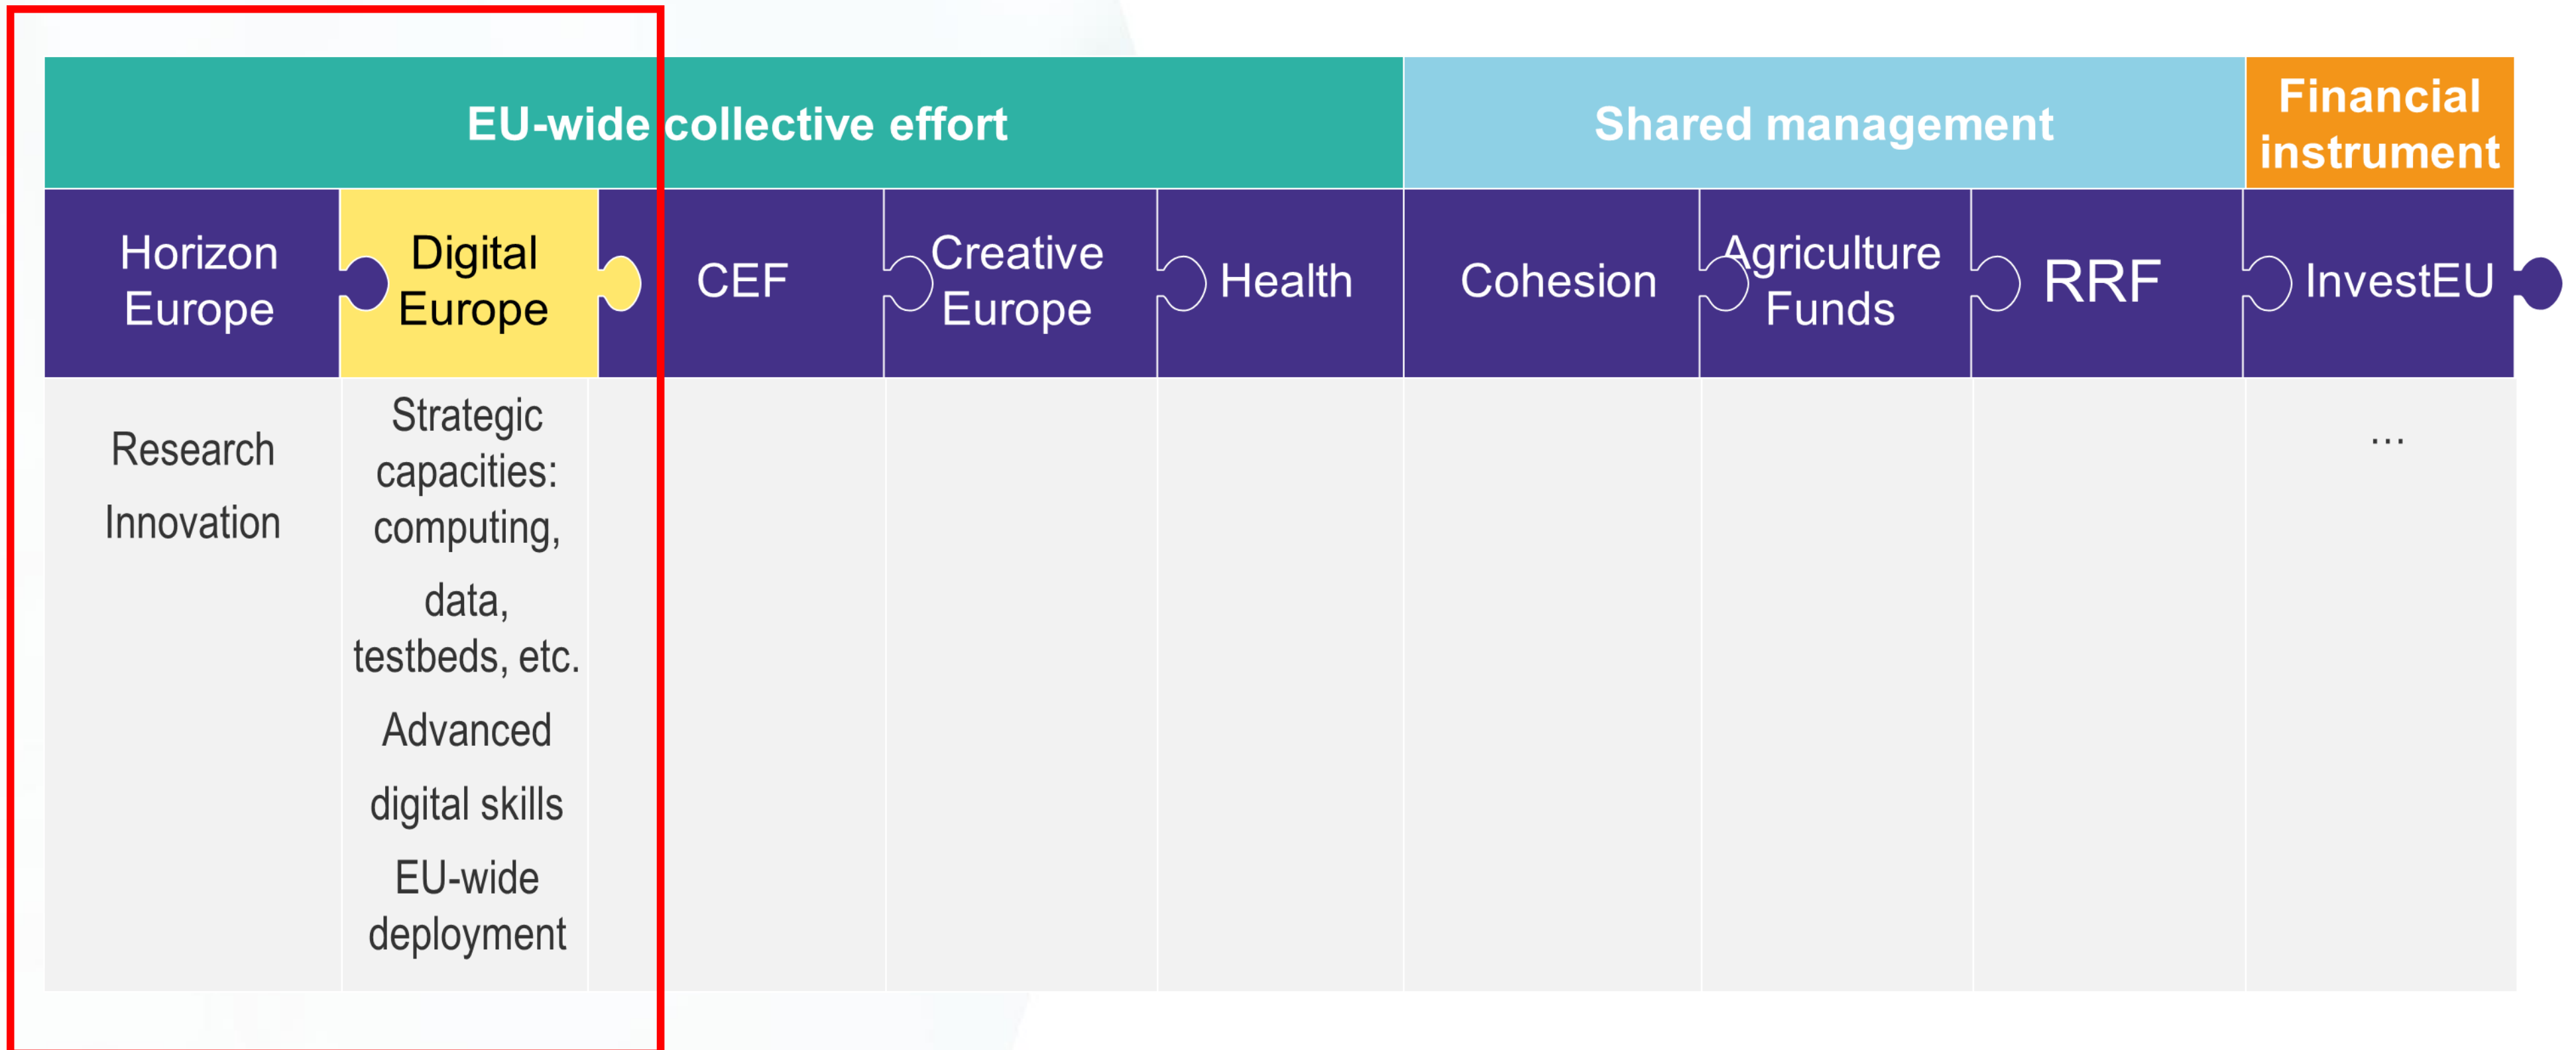 EU-wide collective effort
Shared management
Financial
instrument
Horizon
Europe
Digital
Europe
CEF
Creative
Europe
Health
Cohesion
Agriculture
Funds
RRF
InvestEU
Research
Innovation
Strategic
capacities:
computing,
data,
testbeds, etc.
Advanced
digital skills
EU-wide
deployment
...